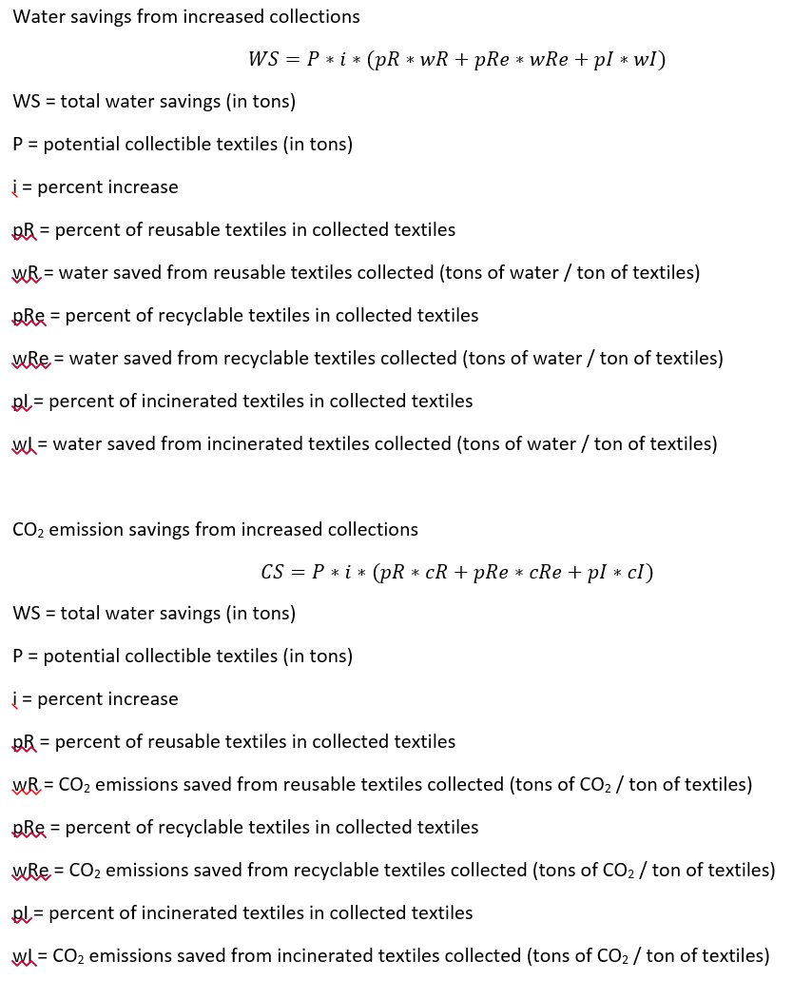 Water savings from increased collections
WS = P * i * (pR * wR + pRe * wRe + pI * wI)
WS = total water savings (in tons)
P = potential collectible textiles (in tons)
i = percent increase
pR = percent of reusable textiles in collected textiles
wR = water saved from reusable textiles collected (tons of water / ton of textiles)
pRe = percent of recyclable textiles in collected textiles
wRe = water saved from recyclable textiles collected (tons of water / ton of textiles)
pI = percent of incinerated textiles in collected textiles
wI = water saved from incinerated textiles collected (tons of water / ton of textiles)
CO₂ emission savings from increased collections
CS = P * i * (pR * cR + pRe * cRe + pI * cI)
WS = total water savings (in tons)
P = potential collectible textiles (in tons)
i = percent increase
pR = percent of reusable textiles in collected textiles
wR = CO₂ emissions saved from reusable textiles collected (tons of CO₂ / ton of textiles)
pRe = percent of recyclable textiles in collected textiles
wRe = CO₂ emissions saved from recyclable textiles collected (tons of CO₂ / ton of textiles)
pI = percent of incinerated textiles in collected textiles
wI = CO₂ emissions saved from incinerated textiles collected (tons of CO₂ / ton of textiles)